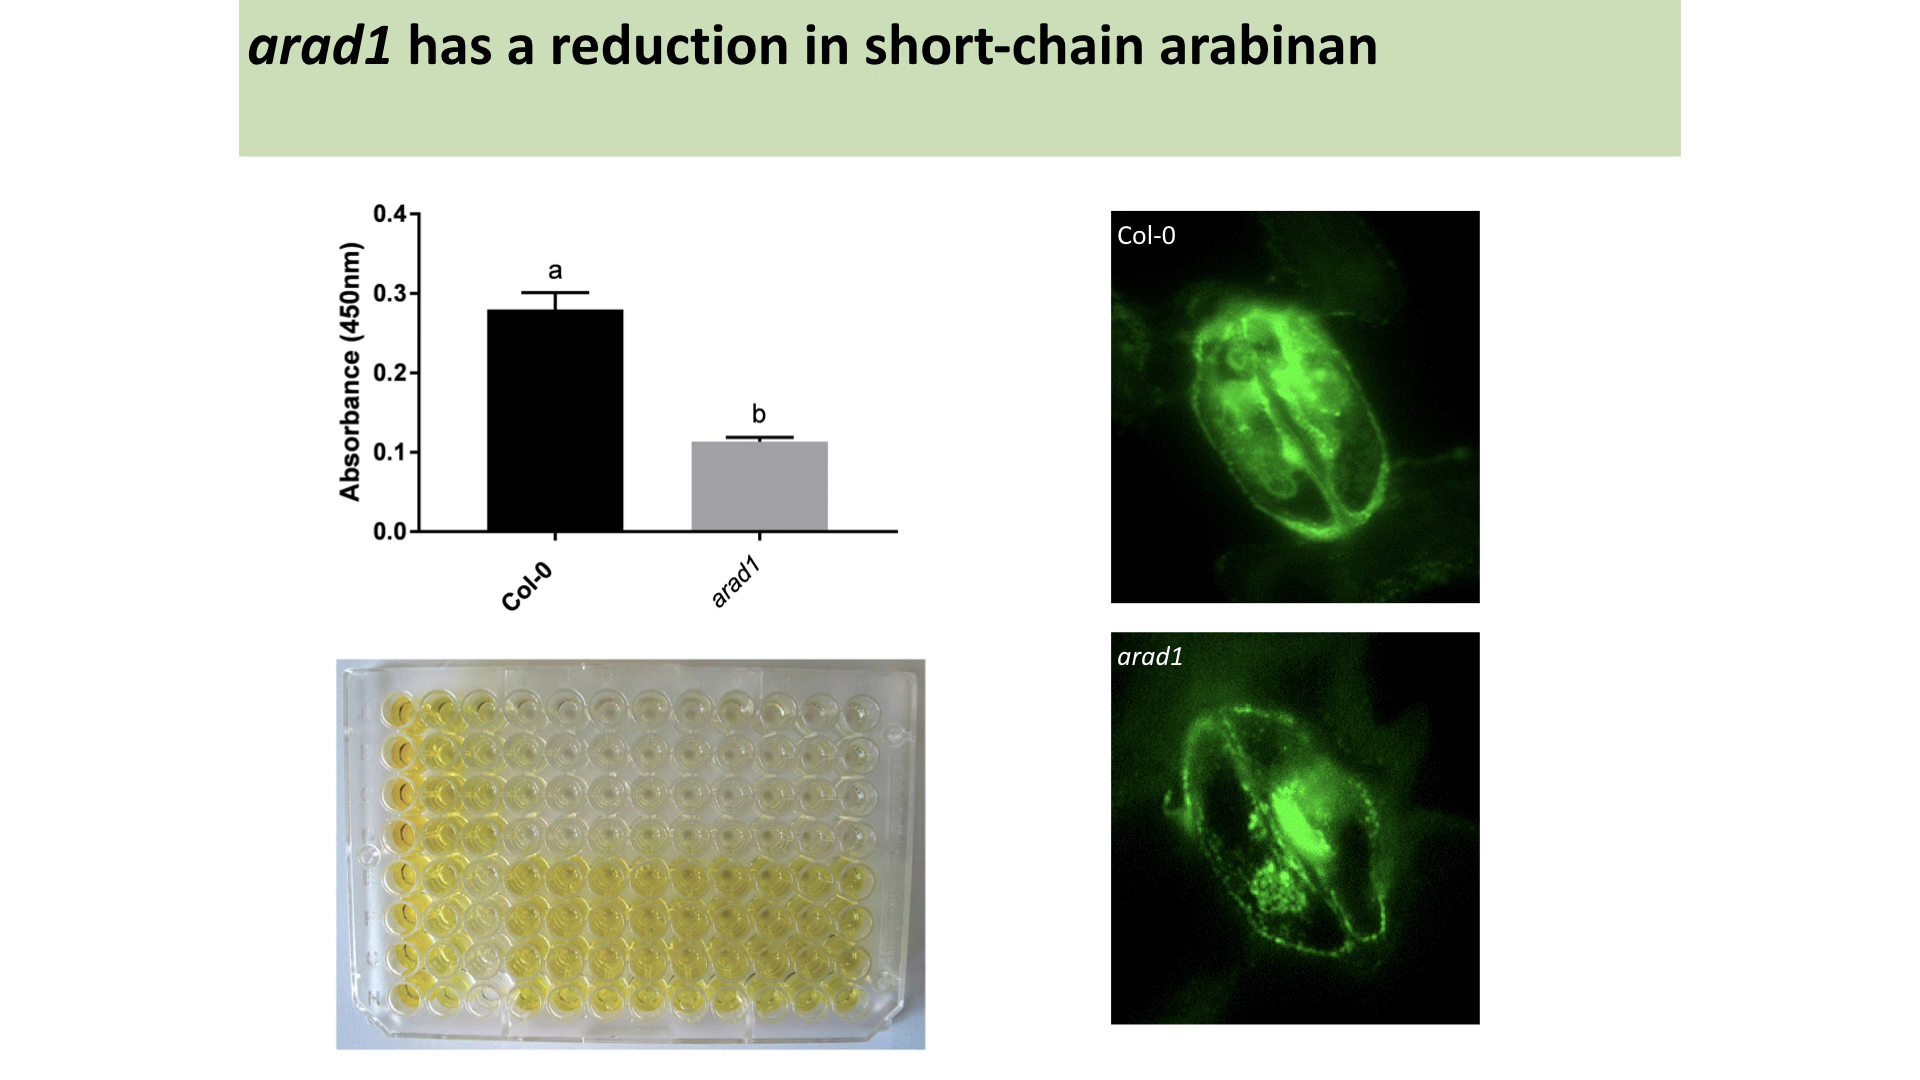 arad1 has a reduction in short-chain arabinan
0.4
0.3
0.2
0.1
0.0
Absorbance (450nm)
a
b
Col-0
arad1
Col-0
arad1
H